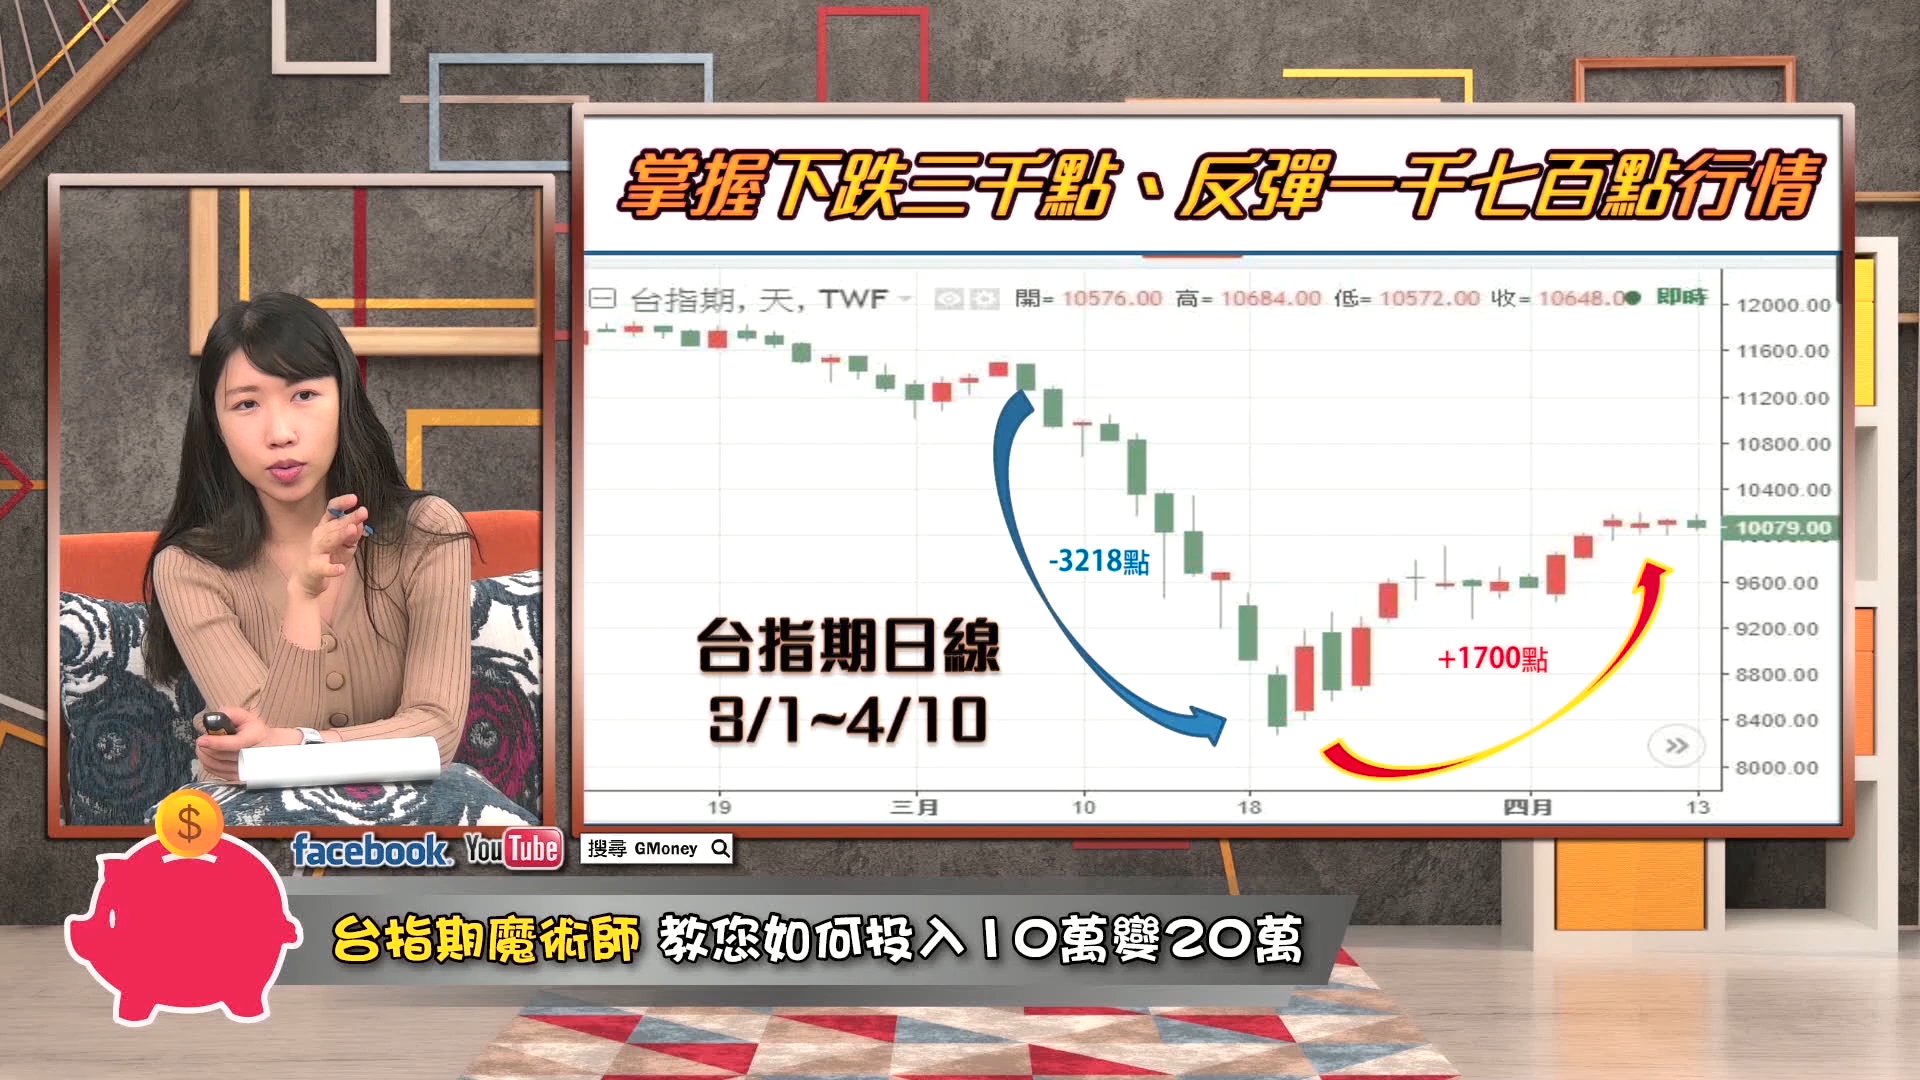 掌握下跌三千點、反彈一千七百點行情
台指期, 天, TWF 開= 10576.00 高= 10684.00 低= 10572.00 收= 10648.0 即時
12000.00
11600.00
11200.00
10800.00
10400.00
10079.00
9600.00
9200.00
8800.00
8400.00
8000.00
-3218點
+1700點
台指期日線
3/1~4/10
19 三月 10 18 四月 13
facebook YouTube 搜尋 GMoney
$
台指期魔術師 教您如何投入10萬變20萬